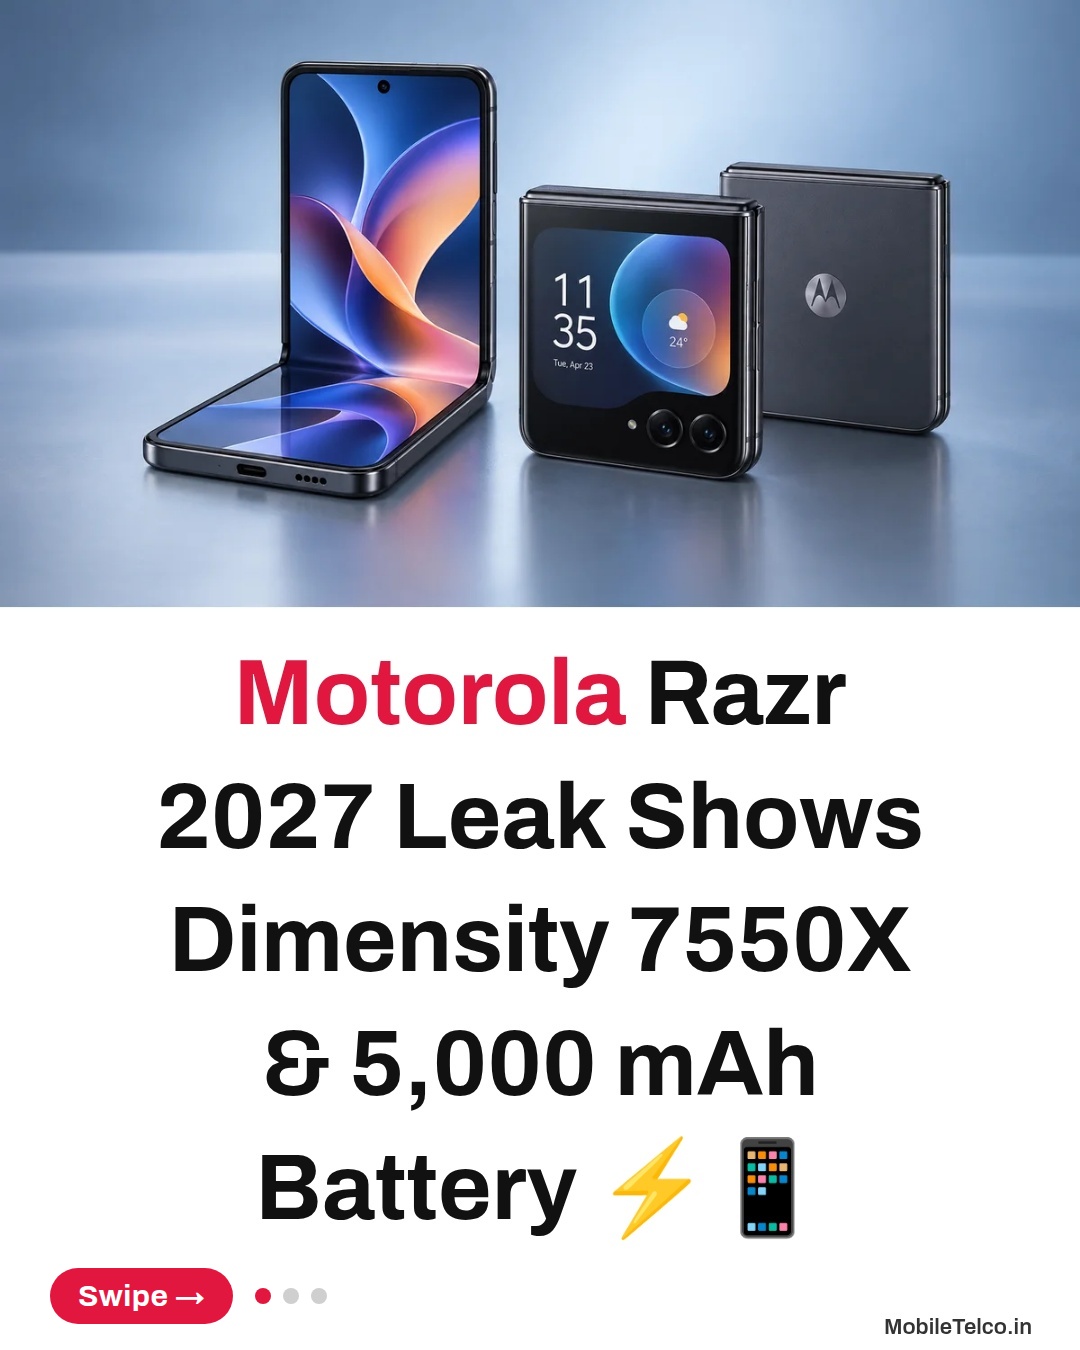 11
35
Tue, Apr 23
24°
Motorola Razr
2027 Leak Shows
Dimensity 7550X
& 5,000 mAh
Battery ⚡ 📱
Swipe →
MobileTelco.in